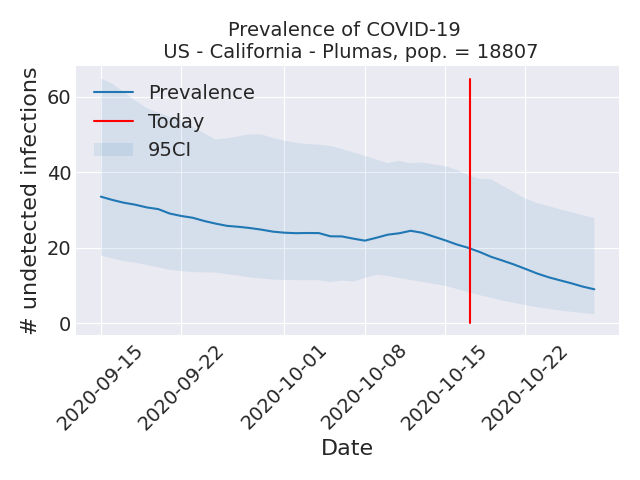 Prevalence of COVID-19
US - California - Plumas, pop. = 18807
# undetected infections
60
40
20
0
Prevalence
Today
95CI
2020-09-15
2020-09-22
2020-10-01
2020-10-08
2020-10-15
2020-10-22
Date